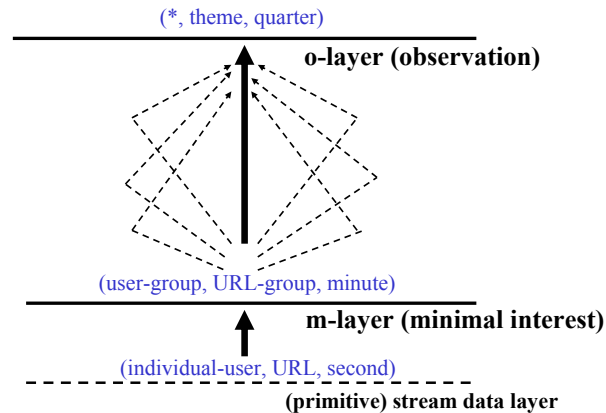 (*, theme, quarter)
o-layer (observation)
(user-group, URL-group, minute)
m-layer (minimal interest)
(individual-user, URL, second)
(primitive) stream data layer